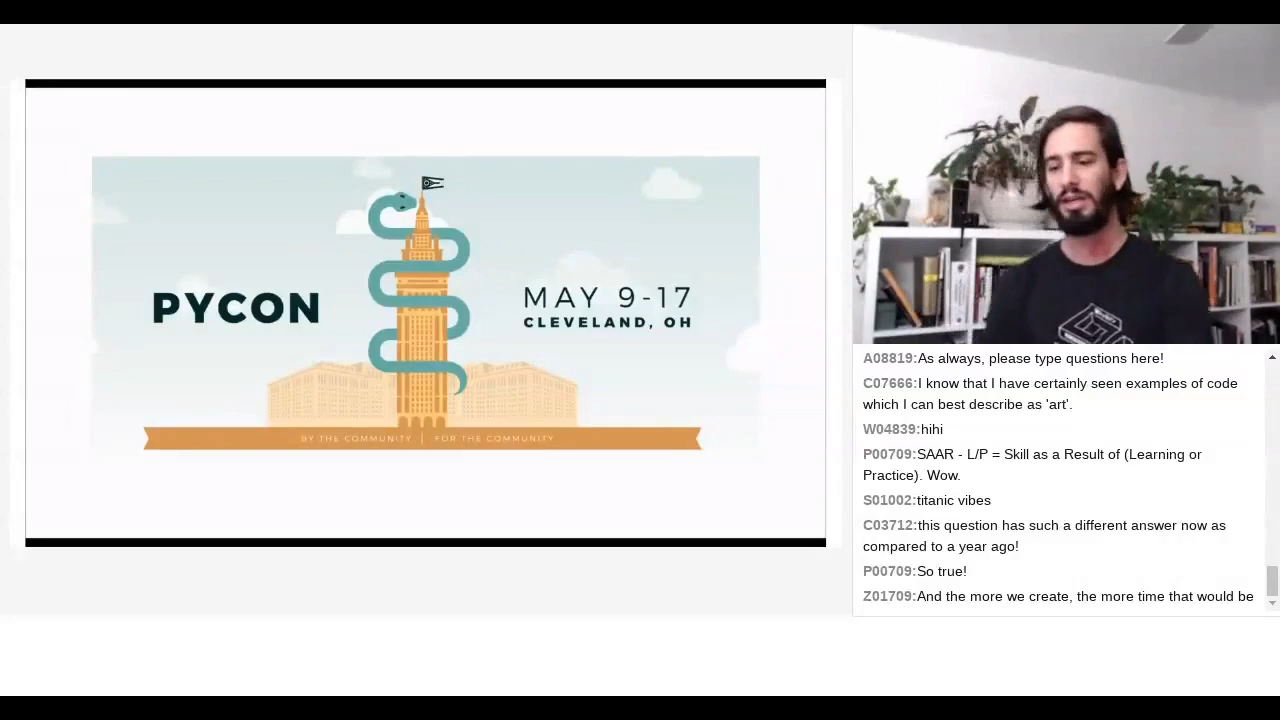 PYCON
MAY 9-17
CLEVELAND, OH
BY THE COMMUNITY | FOR THE COMMUNITY
A08819:As always, please type questions here!
C07666:I know that I have certainly seen examples of code
which I can best describe as 'art'.
W04839:hihi
P00709:SAAR - L/P = Skill as a Result of (Learning or
Practice). Wow.
S01002:titanic vibes
C03712:this question has such a different answer now as
compared to a year ago!
P00709:So true!
Z01709:And the more we create, the more time that would be